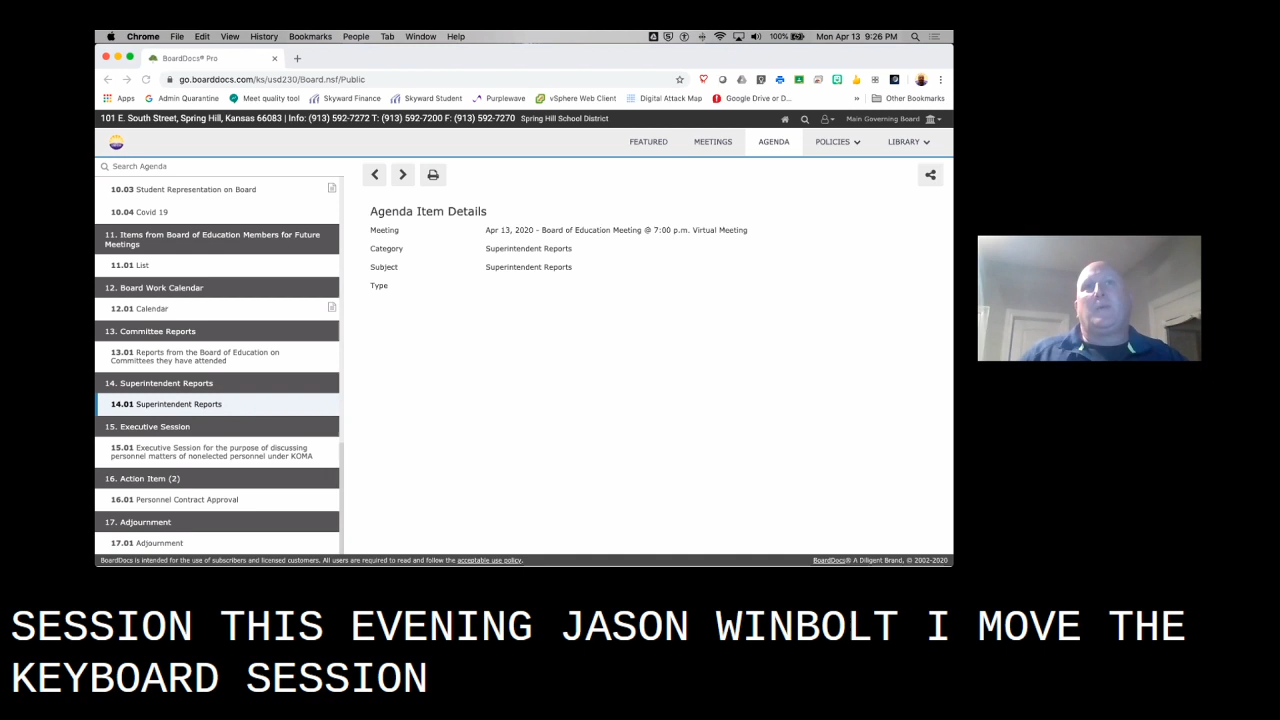 Chrome File Edit View History Bookmarks People Tab Window Help 100% Mon Apr 13 9:26 PM
BoardDocs® Pro
go.boarddocs.com/ks/usd230/Board.nsf/Public
Apps Admin Quarantine Meet quality tool Skyward Finance Skyward Student Purplewave vSphere Web Client Digital Attack Map Google Drive or D... » Other Bookmarks
101 E. South Street, Spring Hill, Kansas 66083 | Info: (913) 592-7272 T: (913) 592-7200 F: (913) 592-7270 Spring Hill School District Main Governing Board
FEATURED MEETINGS AGENDA POLICIES LIBRARY
Search Agenda
10.03 Student Representation on Board
10.04 Covid 19
11. Items from Board of Education Members for Future
Meetings
11.01 List
12. Board Work Calendar
12.01 Calendar
13. Committee Reports
13.01 Reports from the Board of Education on
Committees they have attended
14. Superintendent Reports
14.01 Superintendent Reports
15. Executive Session
15.01 Executive Session for the purpose of discussing
personnel matters of nonelected personnel under KOMA
16. Action Item (2)
16.01 Personnel Contract Approval
17. Adjournment
17.01 Adjournment
Agenda Item Details
Meeting Apr 13, 2020 - Board of Education Meeting @ 7:00 p.m. Virtual Meeting
Category Superintendent Reports
Subject Superintendent Reports
Type
BoardDocs is intended for the use of subscribers and licensed customers. All users are required to read and follow the acceptable use policy. BoardDocs® A Diligent Brand, © 2002-2020
SESSION THIS EVENING JASON WINBOLT I MOVE THE
KEYBOARD SESSION